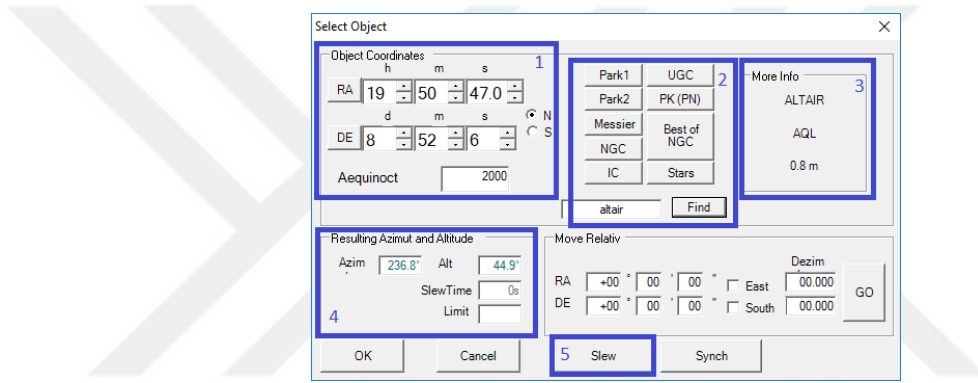 Select Object
Object Coordinates
1
h m s
RA 19 50 47.0
d m s
N
S
DE 8 52 6
Aequinoct 2000
2
Park1 UGC
Park2 PK (PN)
Messier Best of NGC
NGC
IC Stars
altair Find
More Info
3
ALTAIR
AQL
0.8 m
Resulting Azimut and Altitude
Azim 236.8° Alt 44.9°
SlewTime 0s
Limit
4
Move Relativ
Dezim
RA +00 ° 00 ' 00 " East 00.000
DE +00 ° 00 ' 00 " South 00.000
GO
OK Cancel 5 Slew Synch